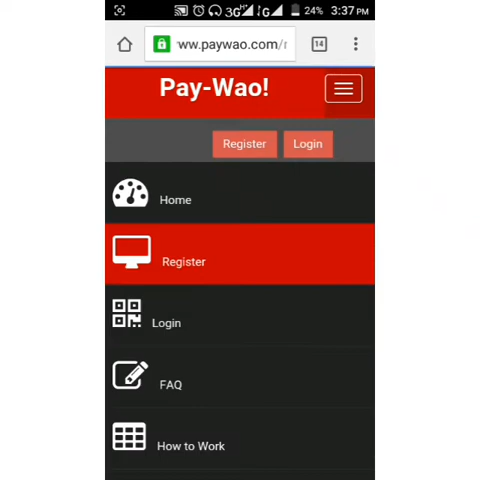 3G H G 24% 3:37 PM
ww.paywao.com/r 14
Pay-Wao!
Register Login
Home
Register
Login
FAQ
How to Work